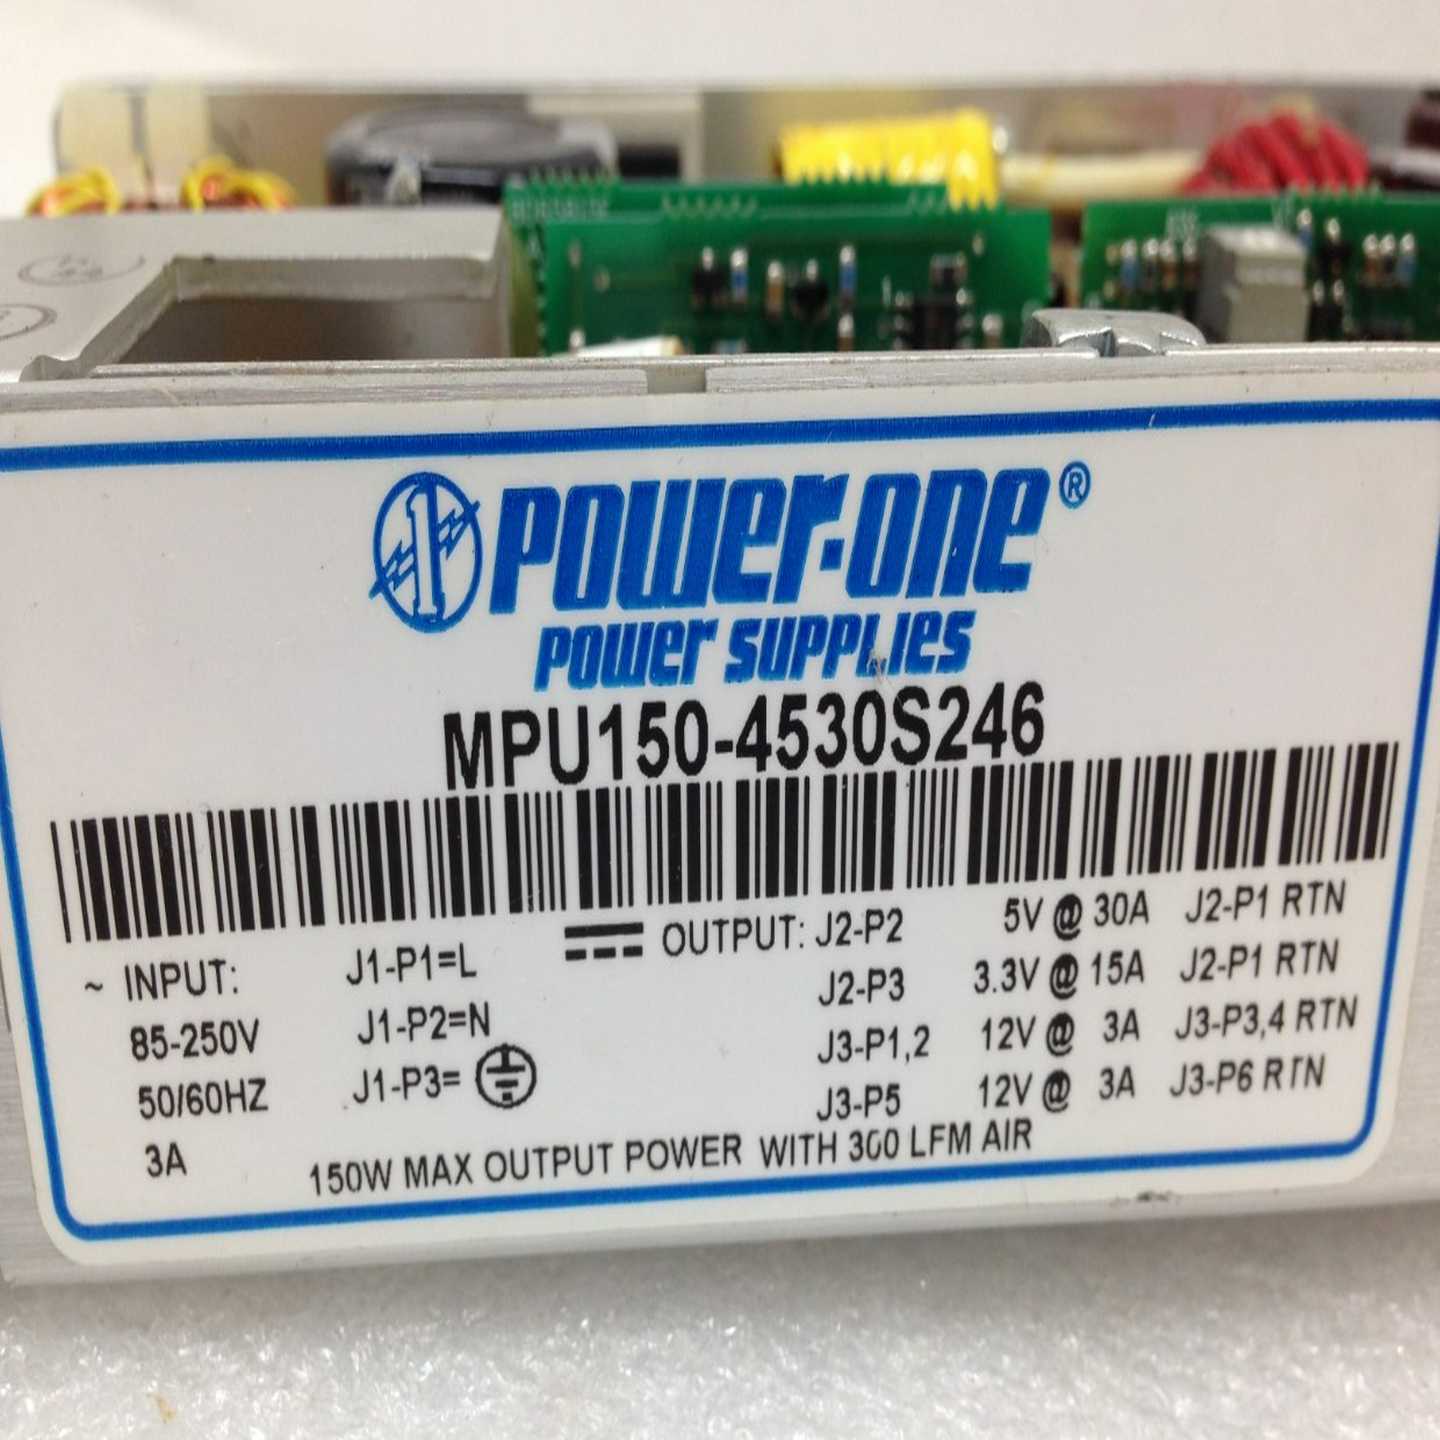 POWER-ONE®
POWER SUPPLIES
MPU150-4530S246
~ INPUT: J1-P1=L OUTPUT: J2-P2 5V @ 30A J2-P1 RTN
85-250V J1-P2=N J2-P3 3.3V @ 15A J2-P1 RTN
50/60HZ J1-P3= J3-P1,2 12V @ 3A J3-P3,4 RTN
3A J3-P5 12V @ 3A J3-P6 RTN
150W MAX OUTPUT POWER WITH 300 LFM AIR